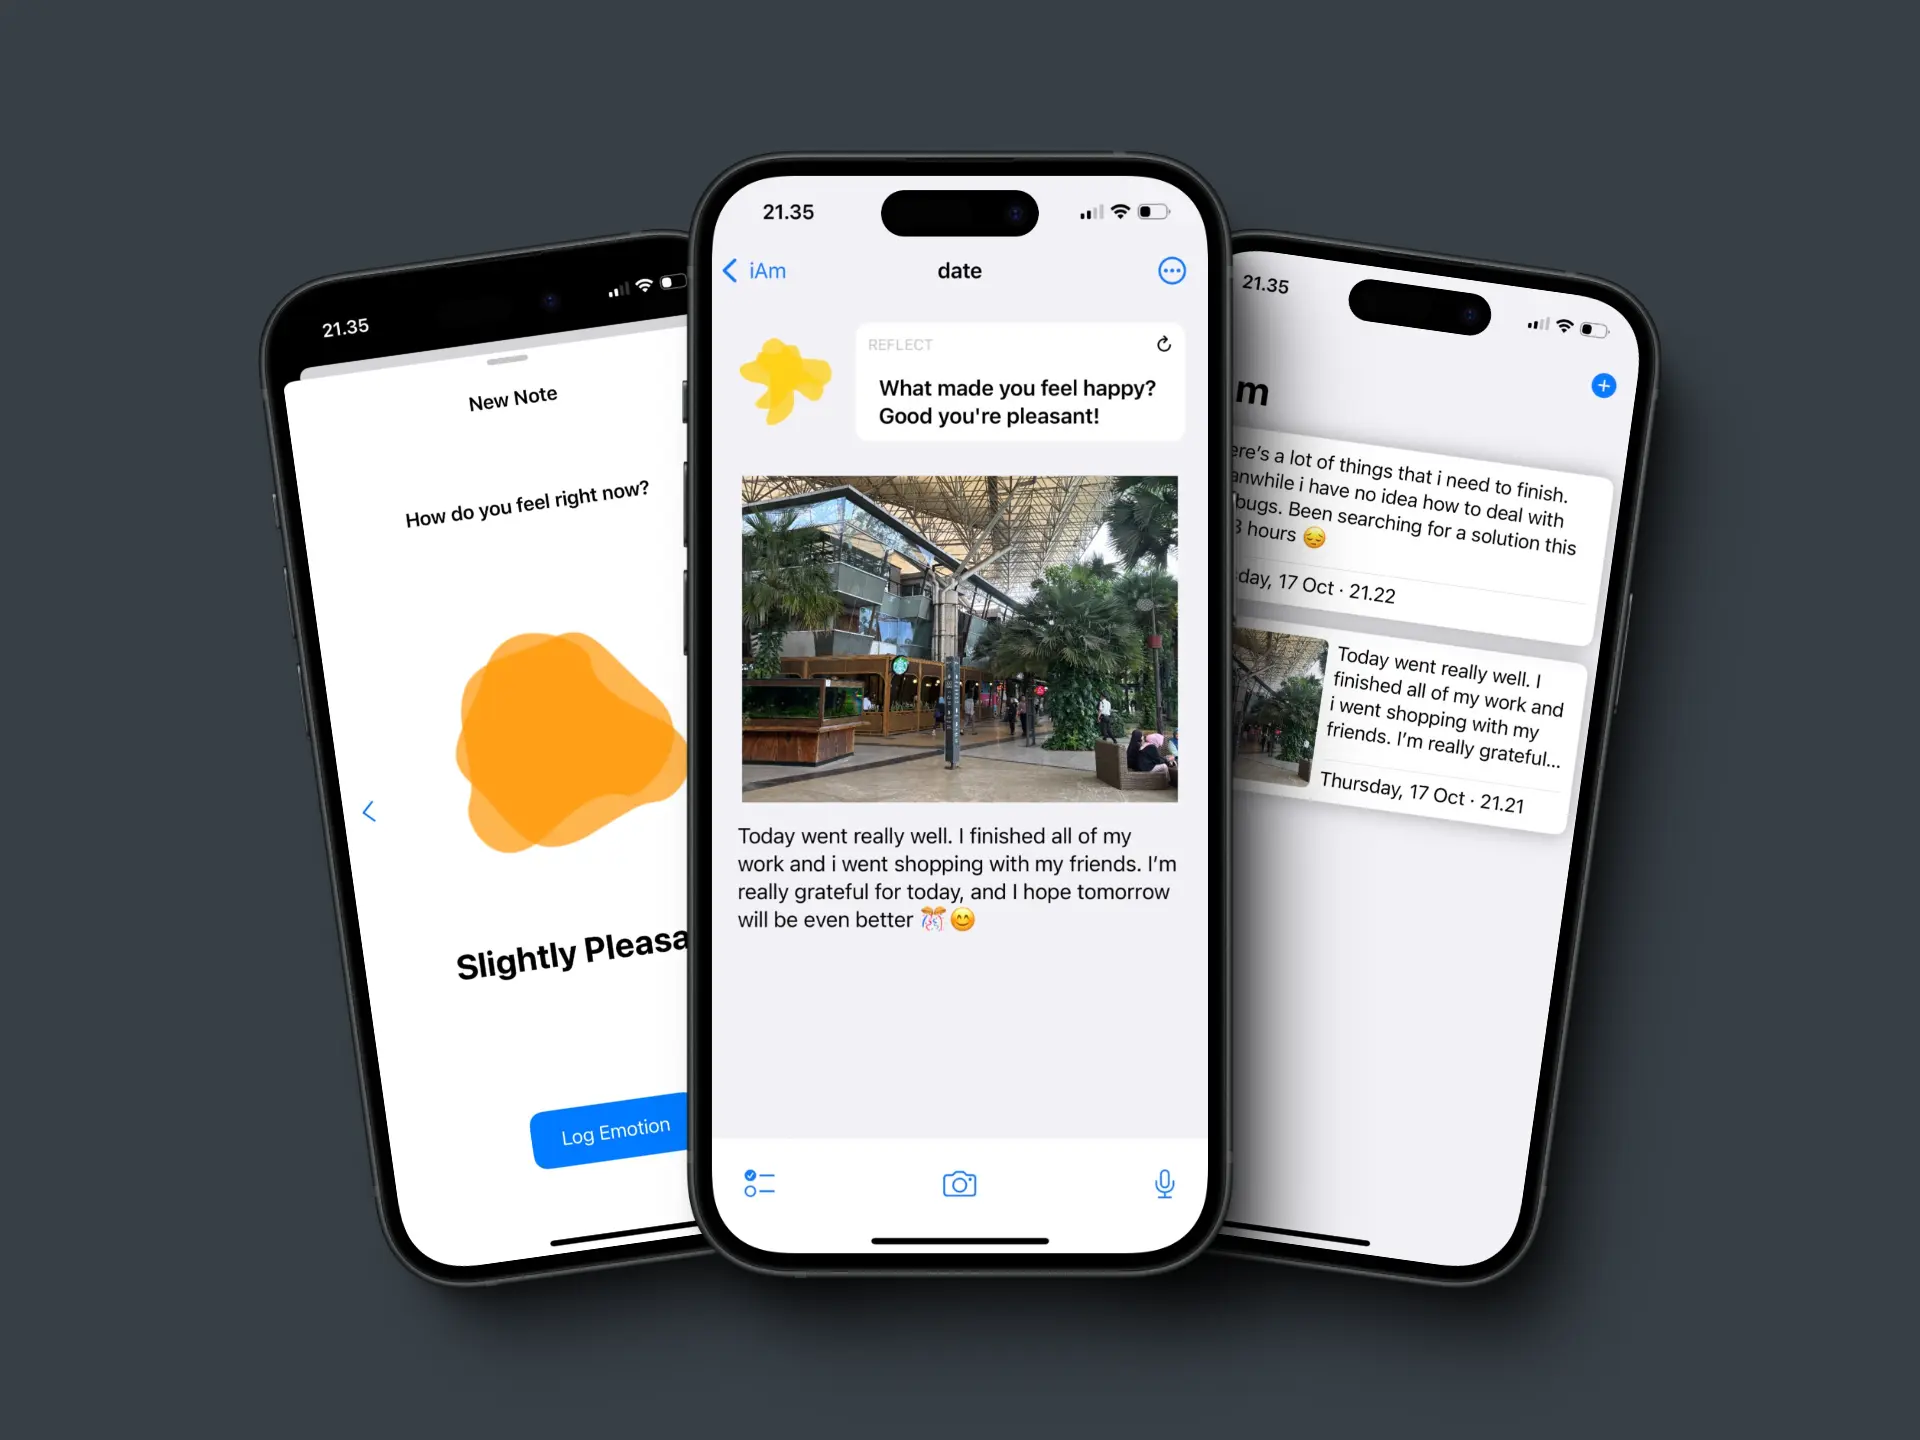 21.35
New Note
How do you feel right now?
Slightly
Log Emotion
21.35
iAm
date
REFLECT
What made you feel happy?
Good you're pleasant!
Today went really well. I finished all of my
work and i went shopping with my friends. I'm
really grateful for today, and I hope tomorrow
will be even better 🎊😊
21.35
a lot of things that i need to finish.
i have no idea how to deal with
bugs. Been searching for a solution this
hours 😔
17 Oct · 21.22
Today went really well. I
finished all of my work and
i went shopping with my
friends. I'm really grateful...
Thursday, 17 Oct · 21.21